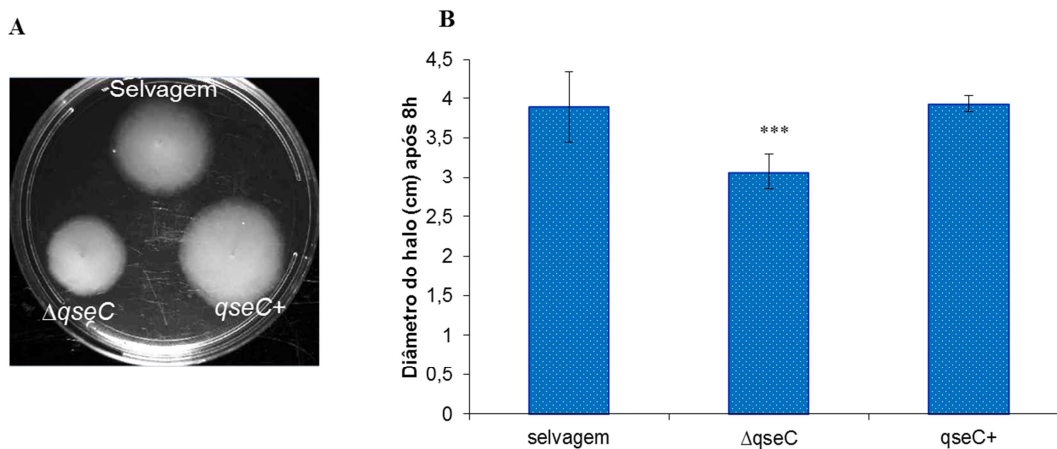 A
Selvagem
ΔqseC
qseC+
B
Diâmetro do halo (cm) após 8h
4,5
4
3,5
3
2,5
2
1,5
1
0,5
0
***
selvagem
ΔqseC
qseC+